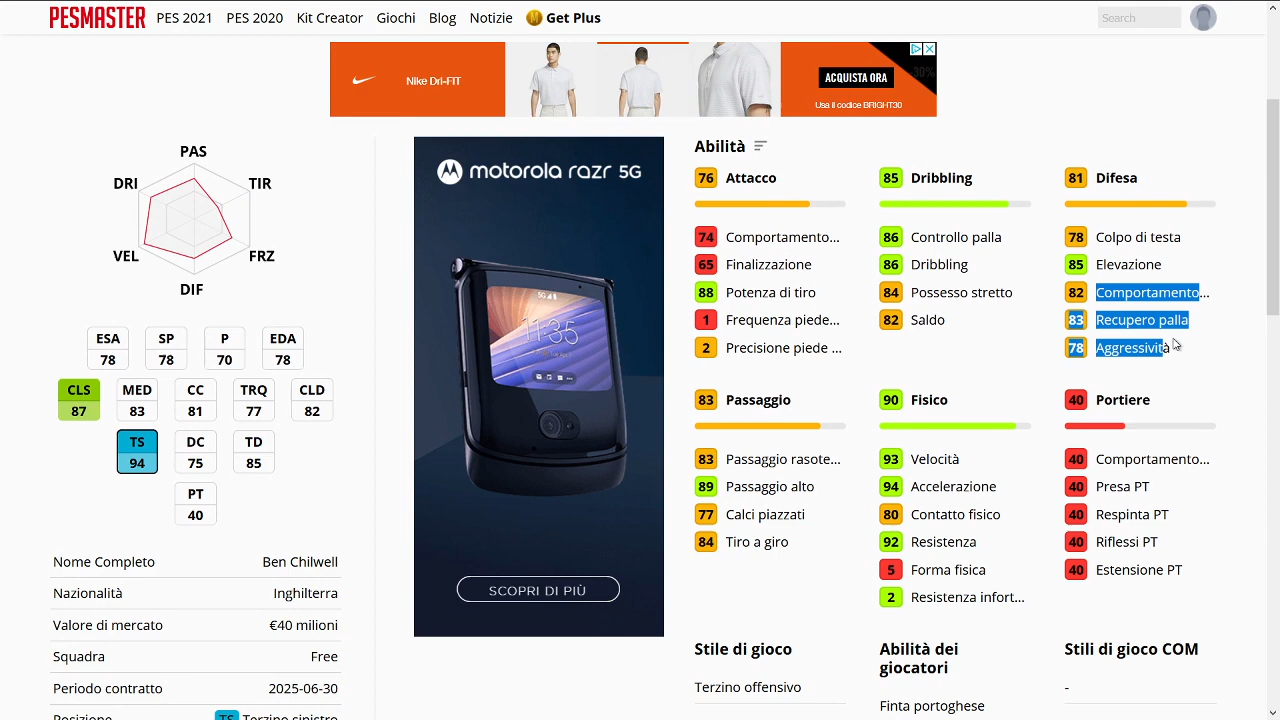 PESMASTER PES 2021 PES 2020 Kit Creator Giochi Blog Notizie M Get Plus Search
Nike Dri-FIT
ACQUISTA ORA
-30%
Usa il codice BRIGHT30
PAS
DRI TIR
VEL FRZ
DIF
ESA SP P EDA
78 78 70 78
CLS MED CC TRQ CLD
87 83 81 77 82
TS DC TD
94 75 85
PT
40
Nome Completo Ben Chilwell
Nazionalità Inghilterra
Valore di mercato €40 milioni
Squadra Free
Periodo contratto 2025-06-30
Posizione TS Terzino sinistro
motorola razr 5G
11:35
SCOPRI DI PIÙ
Abilità
76 Attacco
74 Comportamento...
65 Finalizzazione
88 Potenza di tiro
1 Frequenza piede...
2 Precisione piede ...
85 Dribbling
86 Controllo palla
86 Dribbling
84 Possesso stretto
82 Saldo
81 Difesa
78 Colpo di testa
85 Elevazione
82 Comportamento...
83 Recupero palla
78 Aggressività
83 Passaggio
83 Passaggio rasote...
89 Passaggio alto
77 Calci piazzati
84 Tiro a giro
90 Fisico
93 Velocità
94 Accelerazione
80 Contatto fisico
92 Resistenza
5 Forma fisica
2 Resistenza infort...
40 Portiere
40 Comportamento...
40 Presa PT
40 Respinta PT
40 Riflessi PT
40 Estensione PT
Stile di gioco
Terzino offensivo
Abilità dei
giocatori
Finta portoghese
Stili di gioco COM
-